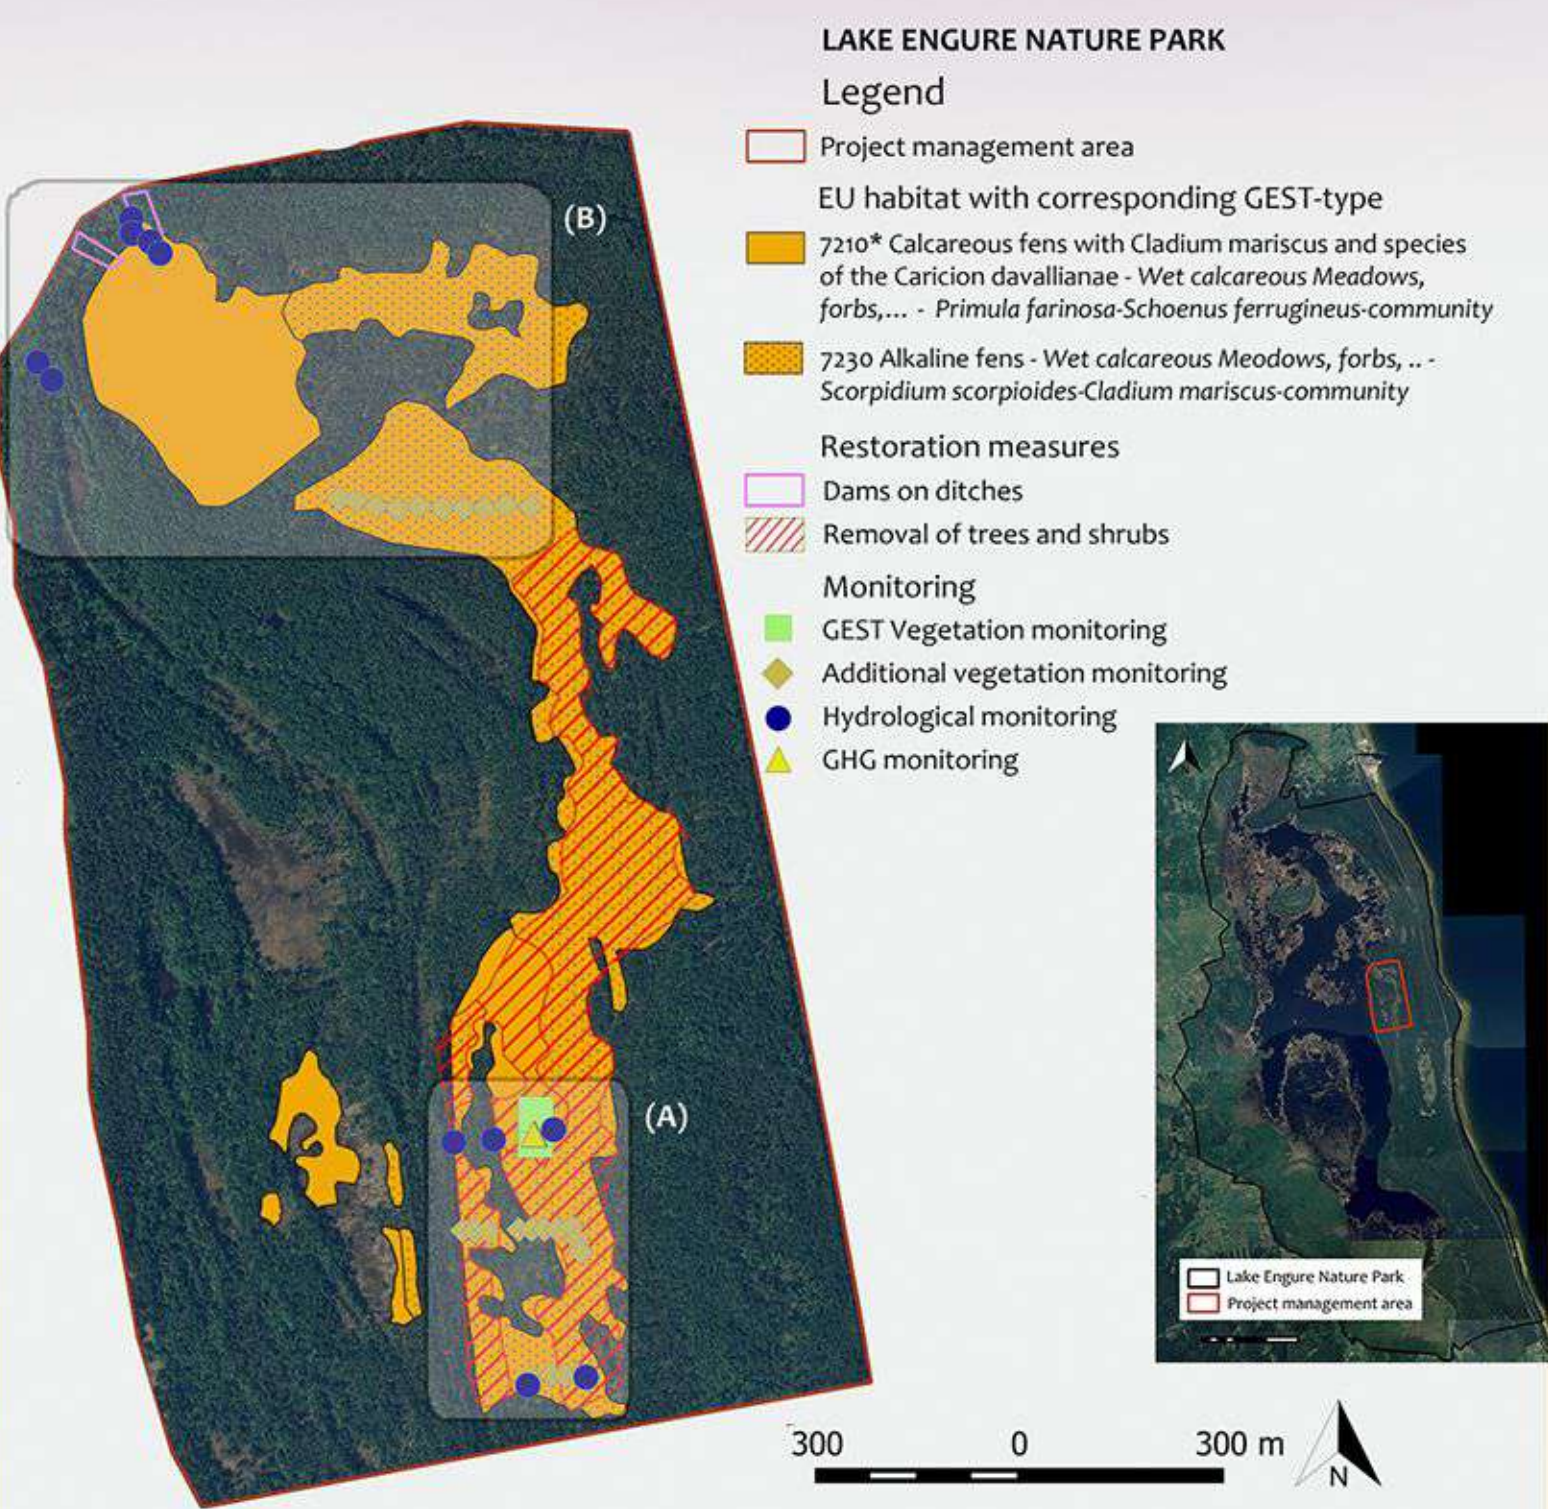 LAKE ENGURE NATURE PARK
Legend
Project management area
EU habitat with corresponding GEST-type
7210* Calcareous fens with Cladium mariscus and species
of the Caricion davallianae - Wet calcareous Meadows,
forbs,... - Primula farinosa-Schoenus ferrugineus-community
7230 Alkaline fens - Wet calcareous Meodows, forbs, .. -
Scorpidium scorpioides-Cladium mariscus-community
Restoration measures
Dams on ditches
Removal of trees and shrubs
Monitoring
GEST Vegetation monitoring
Additional vegetation monitoring
Hydrological monitoring
GHG monitoring
(B)
(A)
Lake Engure Nature Park
Project management area
300 0 300 m
N